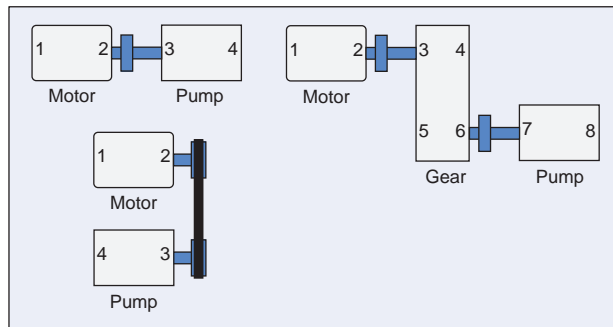 1 2 3 4
Motor Pump
1 2 3 4
5 6 7 8
Motor
Gear Pump
1 2
Motor
4 3
Pump